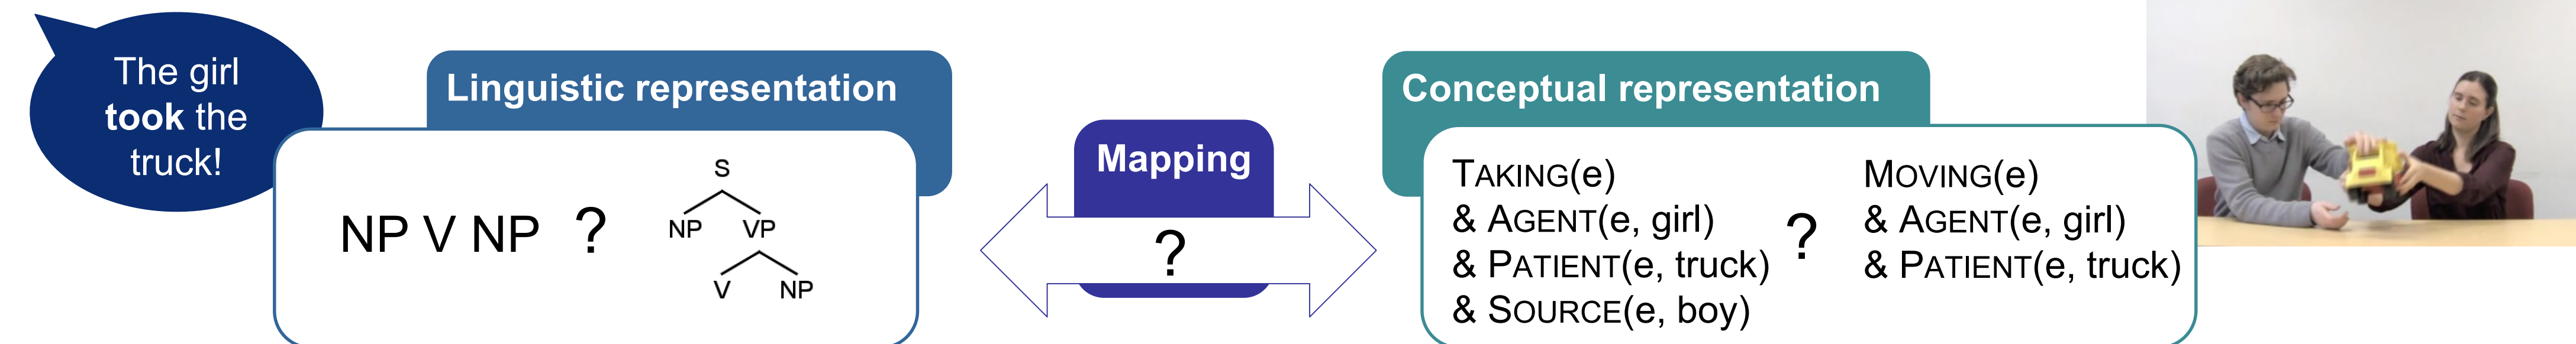 The girl
took the
truck!
Linguistic representation
NP V NP ?
S
NP VP
V NP
Mapping
?
Conceptual representation
TAKING(e)
& AGENT(e, girl)
& PATIENT(e, truck)
& SOURCE(e, boy)
?
MOVING(e)
& AGENT(e, girl)
& PATIENT(e, truck)